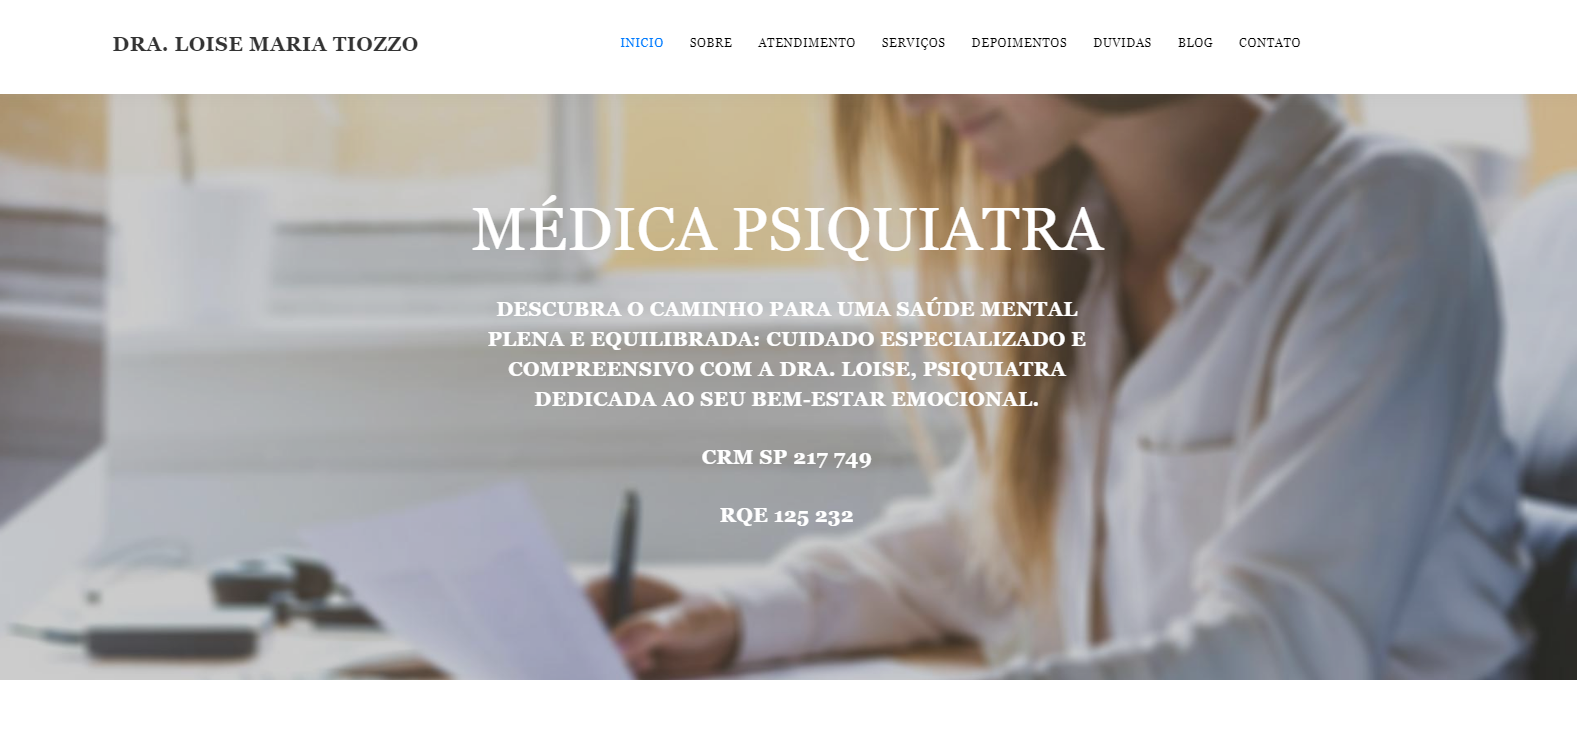 DRA. LOISE MARIA TIOZZO
INICIO SOBRE ATENDIMENTO SERVIÇOS DEPOIMENTOS DUVIDAS BLOG CONTATO
MÉDICA PSIQUIATRA
DESCUBRA O CAMINHO PARA UMA SAÚDE MENTAL
PLENA E EQUILIBRADA: CUIDADO ESPECIALIZADO E
COMPREENSIVO COM A DRA. LOISE, PSIQUIATRA
DEDICADA AO SEU BEM-ESTAR EMOCIONAL.
CRM SP 217 749
RQE 125 232